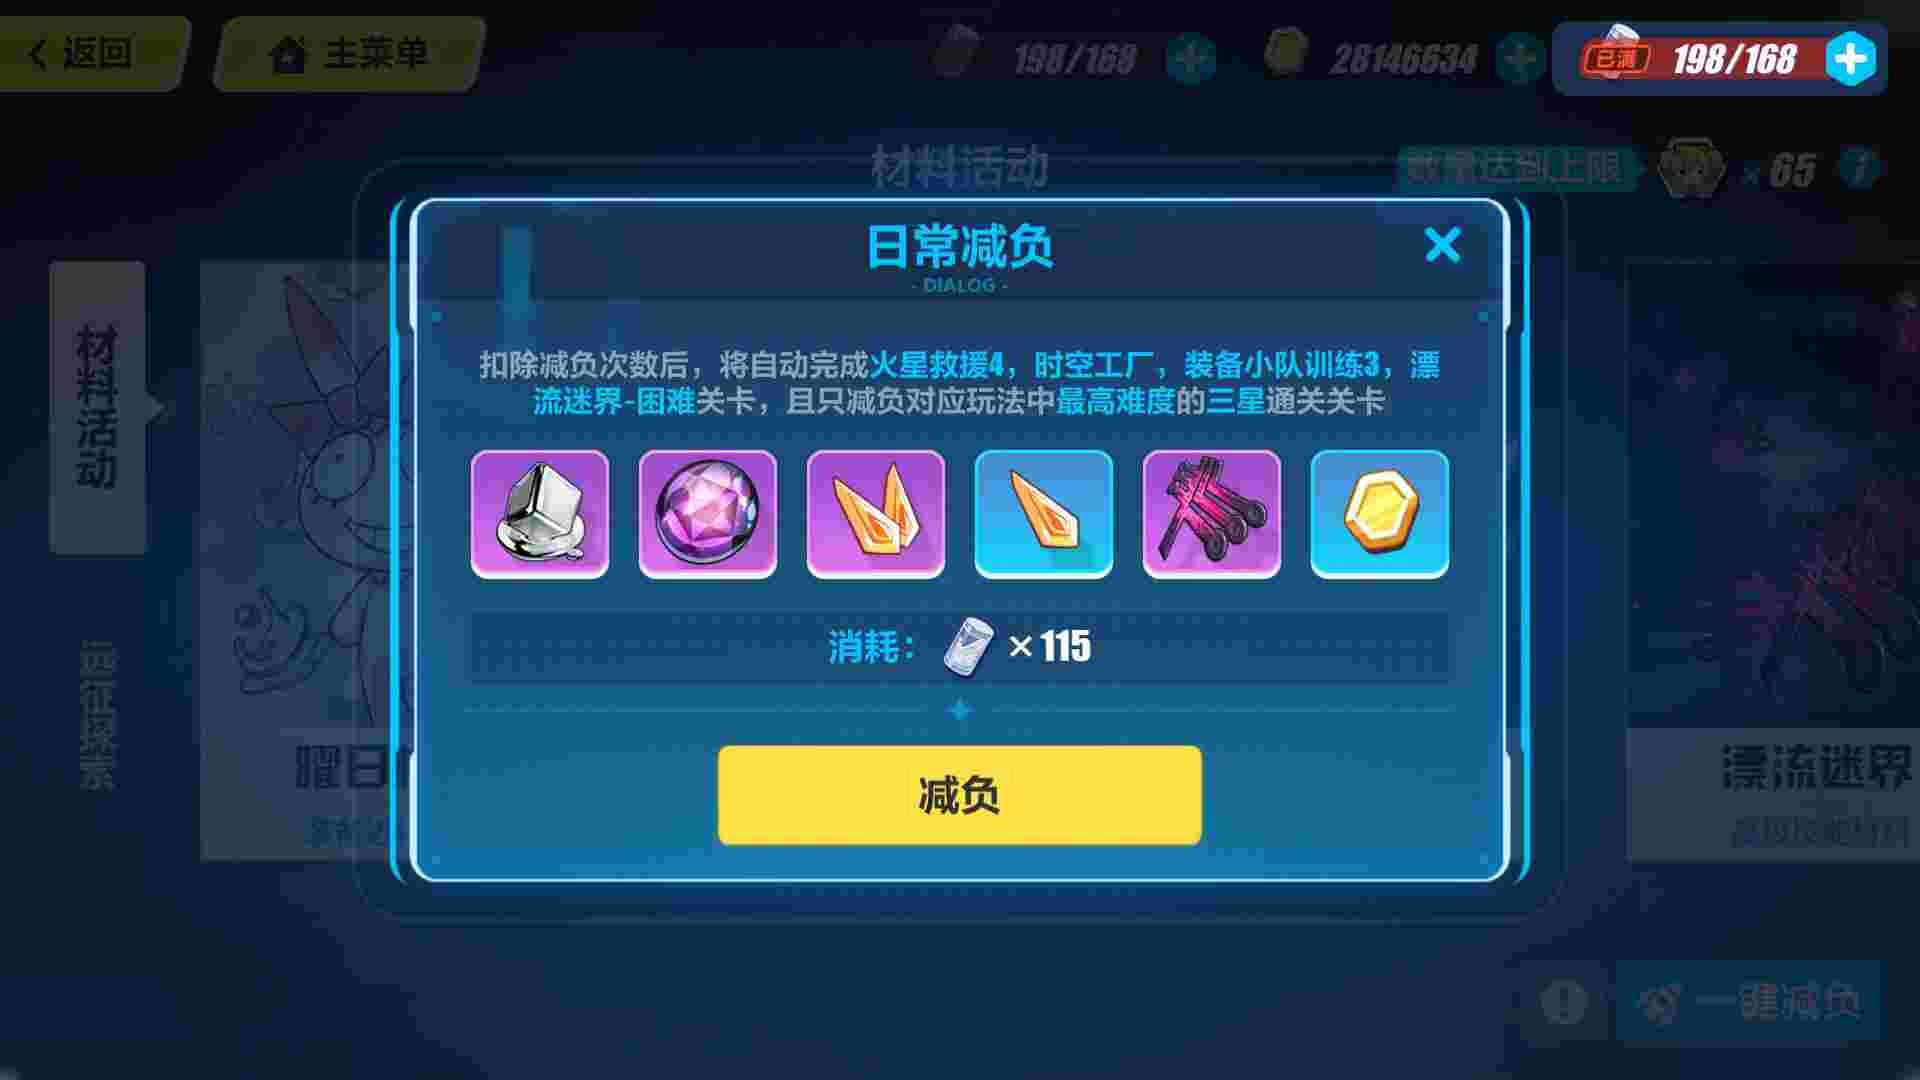 返回
主菜单
198/168
28146634
已满
198/168
材料活动
数量达到上限
×65
日常减负
- DIALOG -
扣除减负次数后，将自动完成火星救援4，时空工厂，装备小队训练3，漂
流迷界-困难关卡，且只减负对应玩法中最高难度的三星通关关卡
消耗：
×115
减负
材料活动
远征探索
曜日
漂流迷界
一键减负